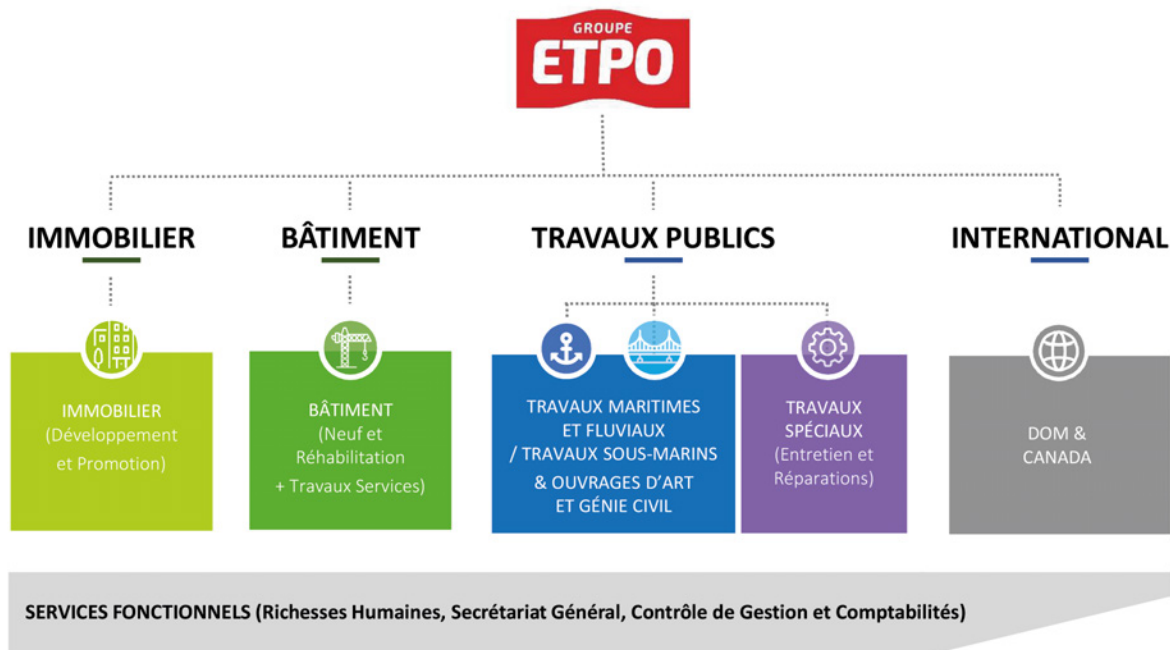 GROUPE
ETPO
IMMOBILIER
BÂTIMENT
TRAVAUX PUBLICS
INTERNATIONAL
IMMOBILIER
(Développement
et Promotion)
BÂTIMENT
(Neuf et
Réhabilitation
+ Travaux Services)
TRAVAUX MARITIMES
ET FLUVIAUX
/ TRAVAUX SOUS-MARINS
& OUVRAGES D’ART
ET GÉNIE CIVIL
TRAVAUX
SPÉCIAUX
(Entretien et
Réparations)
DOM &
CANADA
SERVICES FONCTIONNELS (Richesses Humaines, Secrétariat Général, Contrôle de Gestion et Comptabilités)